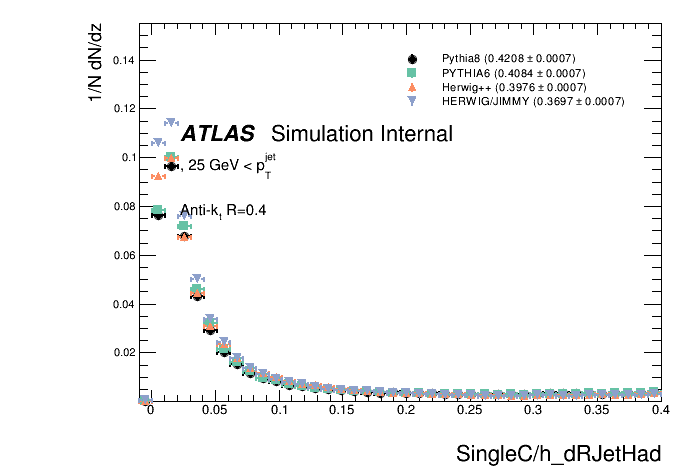 1/N dN/dz
Pythia8 (0.4208 ± 0.0007)
PYTHIA6 (0.4084 ± 0.0007)
Herwig++ (0.3976 ± 0.0007)
HERWIG/JIMMY (0.3697 ± 0.0007)
ATLAS Simulation Internal
, 25 GeV < p_T^jet
Anti-k_t R=0.4
0.14
0.12
0.1
0.08
0.06
0.04
0.02
0 0.05 0.1 0.15 0.2 0.25 0.3 0.35 0.4
SingleC/h_dRJetHad